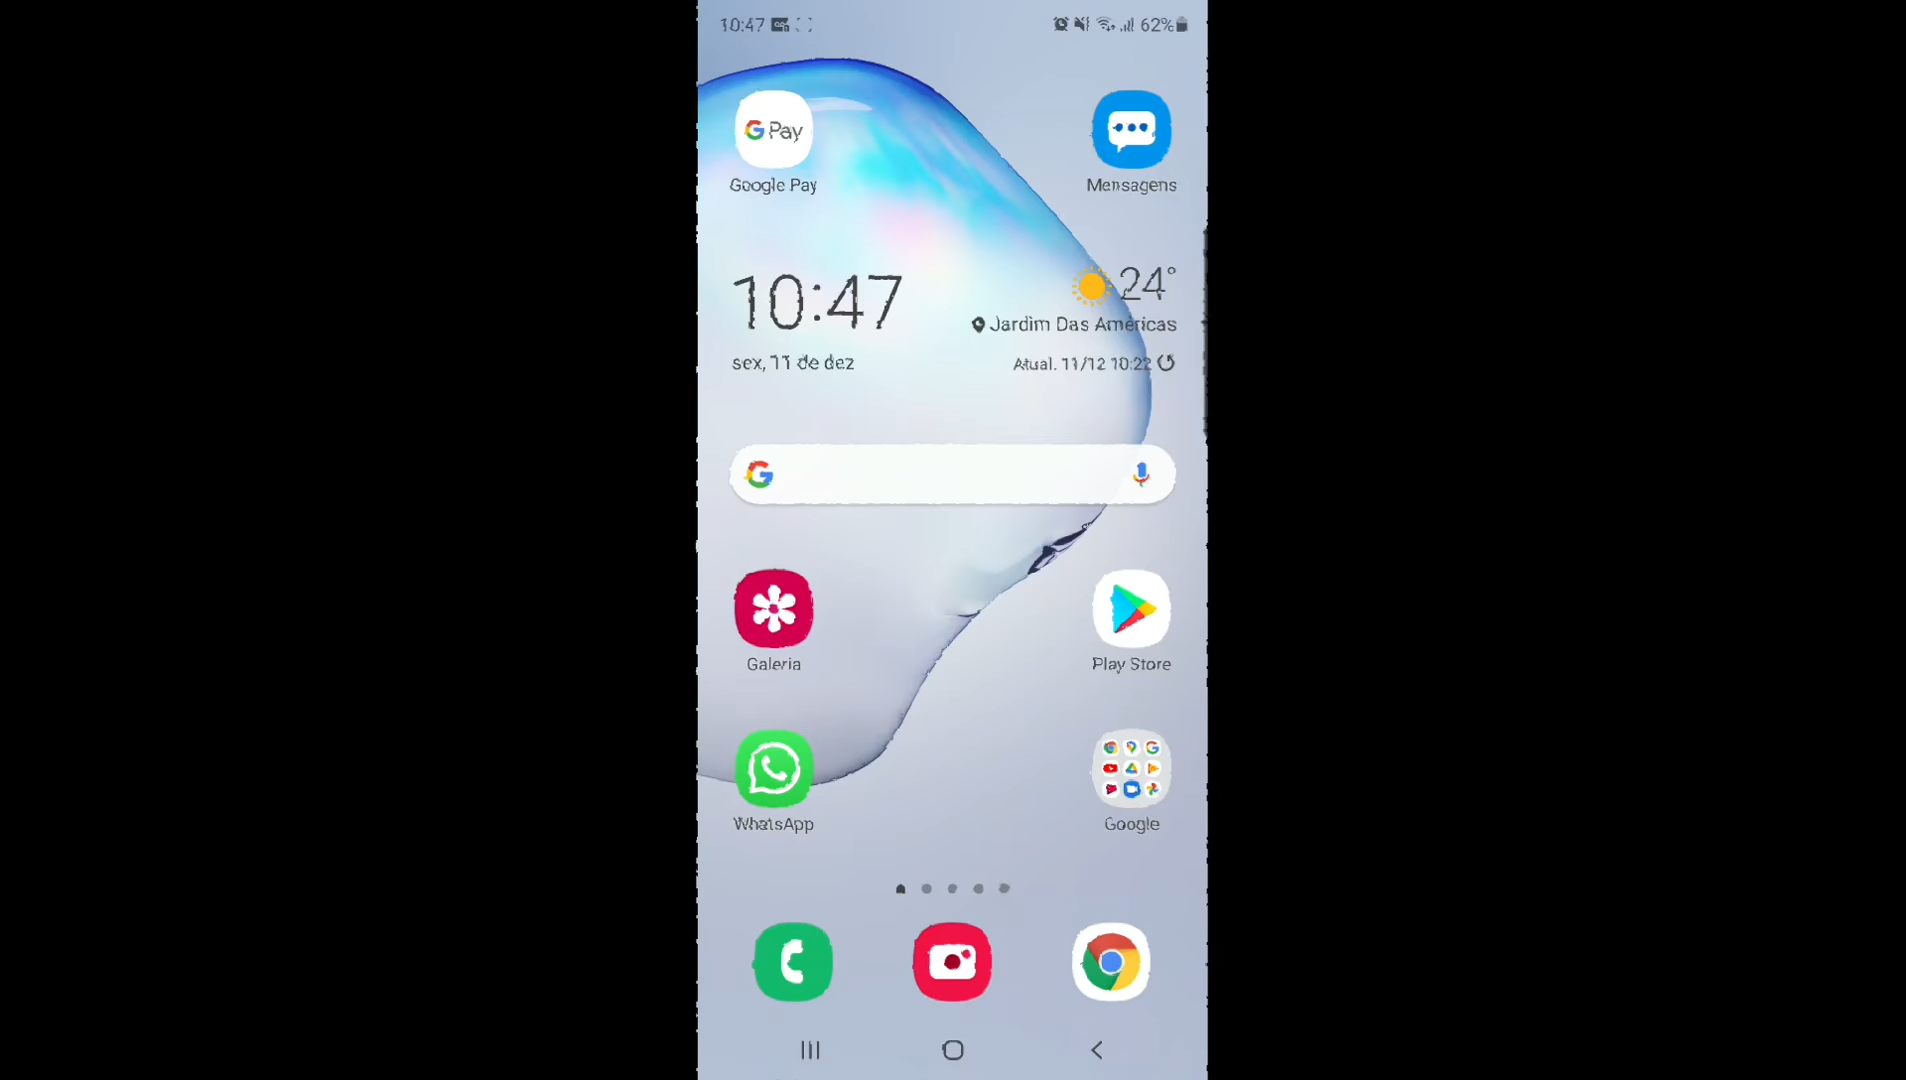 10:47
62%
G Pay
Google Pay
Mensagens
10:47
24°
Jardim Das Américas
sex, 11 de dez
Atual. 11/12 10:22
G
Galeria
Play Store
WhatsApp
Google